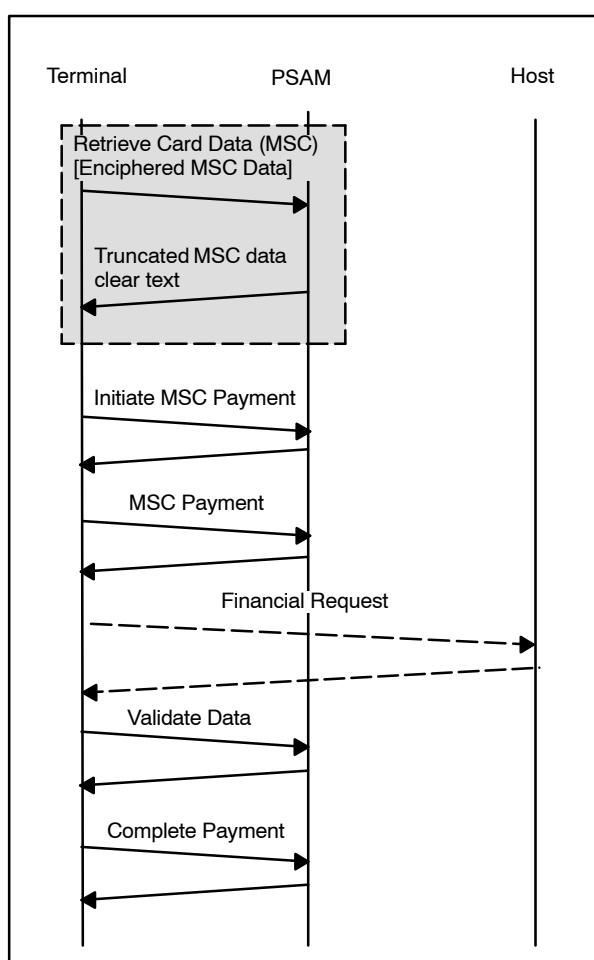 Terminal PSAM Host
Retrieve Card Data (MSC)
[Enciphered MSC Data]
Truncated MSC data
clear text
Initiate MSC Payment
MSC Payment
Financial Request
Validate Data
Complete Payment